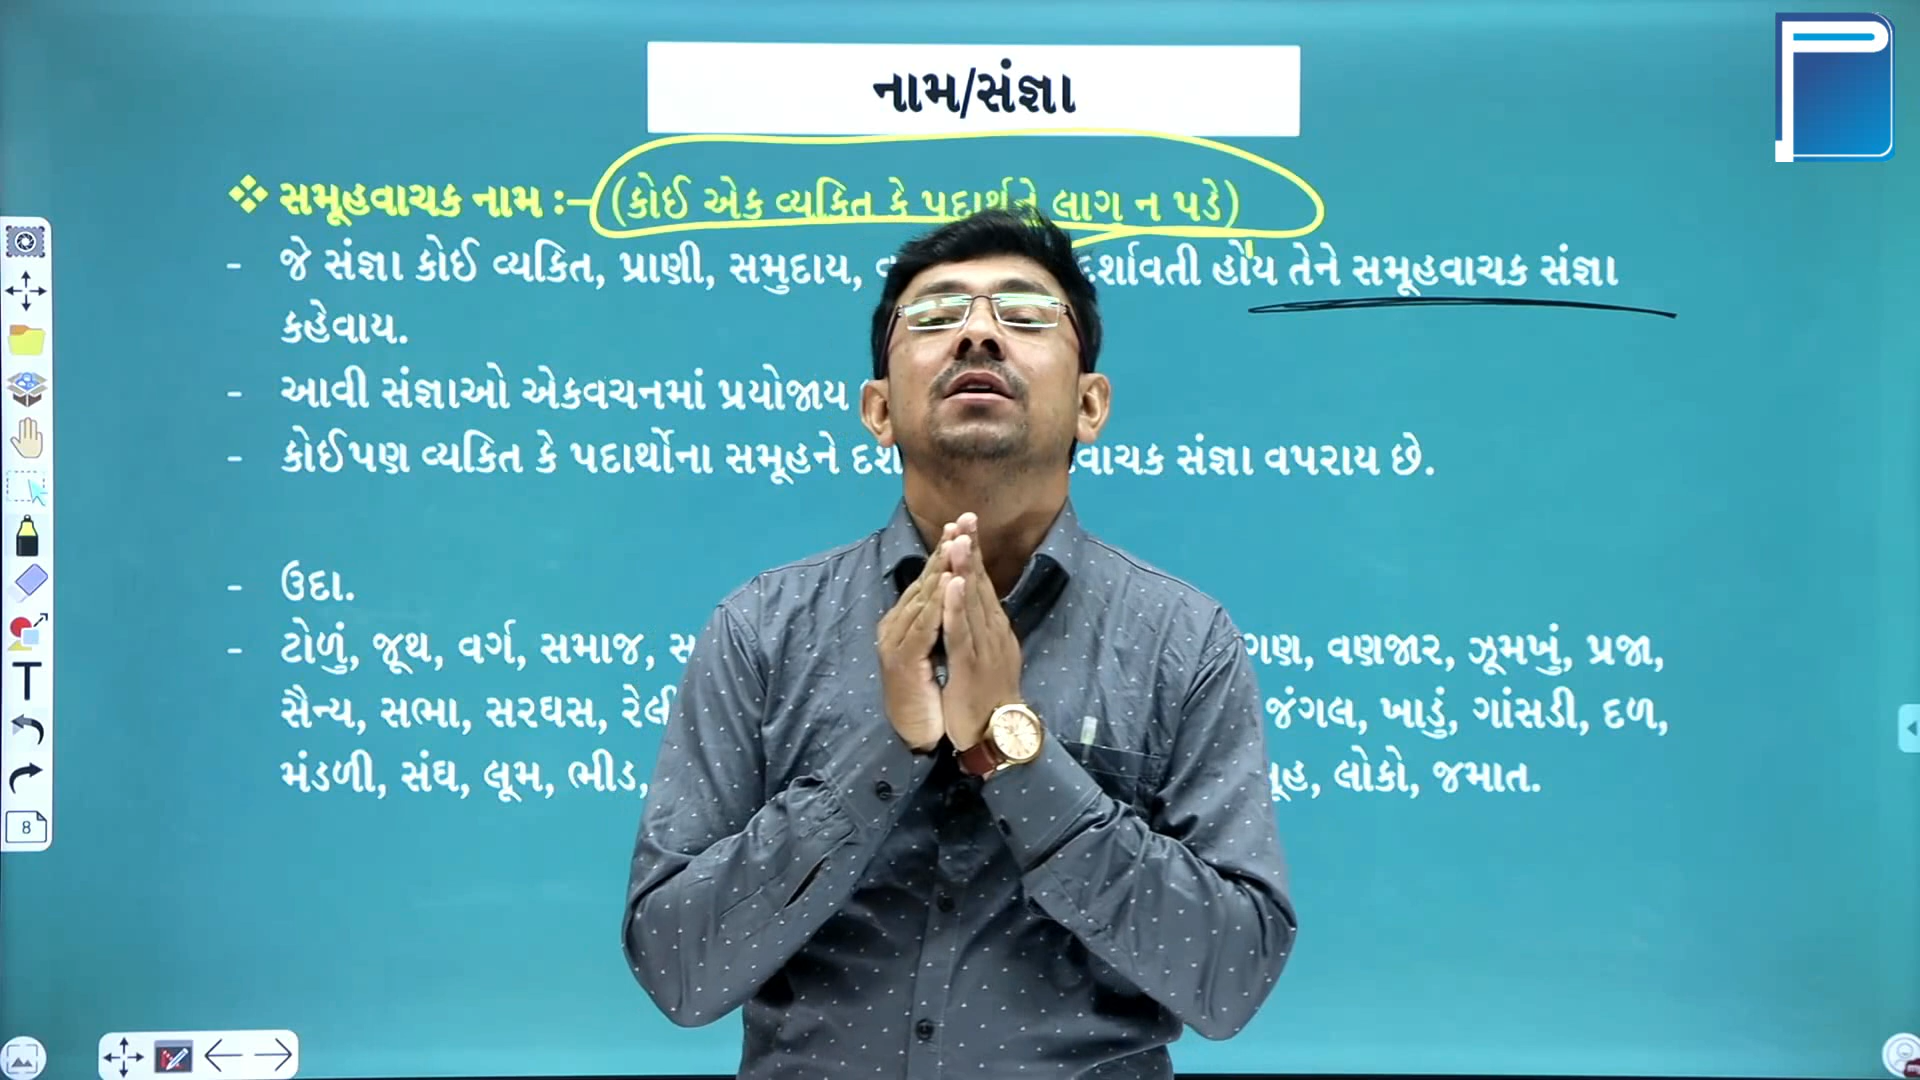 નામ/સંજ્ઞા
❖ સમૂહવાચક નામ :– (કોઈ એક વ્યકિત કે પદાર્થને લાગુ ન પડે)
- જે સંજ્ઞા કોઈ વ્યકિત, પ્રાણી, સમુદાય, દર્શાવતી હોય તેને સમૂહવાચક સંજ્ઞા
કહેવાય.
- આવી સંજ્ઞાઓ એકવચનમાં પ્રયોજાય
- કોઈપણ વ્યકિત કે પદાર્થોના સમૂહને સંજ્ઞા વપરાય છે.
- ઉદા.
- ટોળું, જૂથ, વર્ગ, સમાજ, ગણ, વણજાર, ઝૂમખું, પ્રજા,
સૈન્ય, સભા, સરઘસ, જંગલ, ખાડું, ગાંસડી, દળ,
મંડળી, સંઘ, લૂમ, ભીડ, લોકો, જમાત.
8